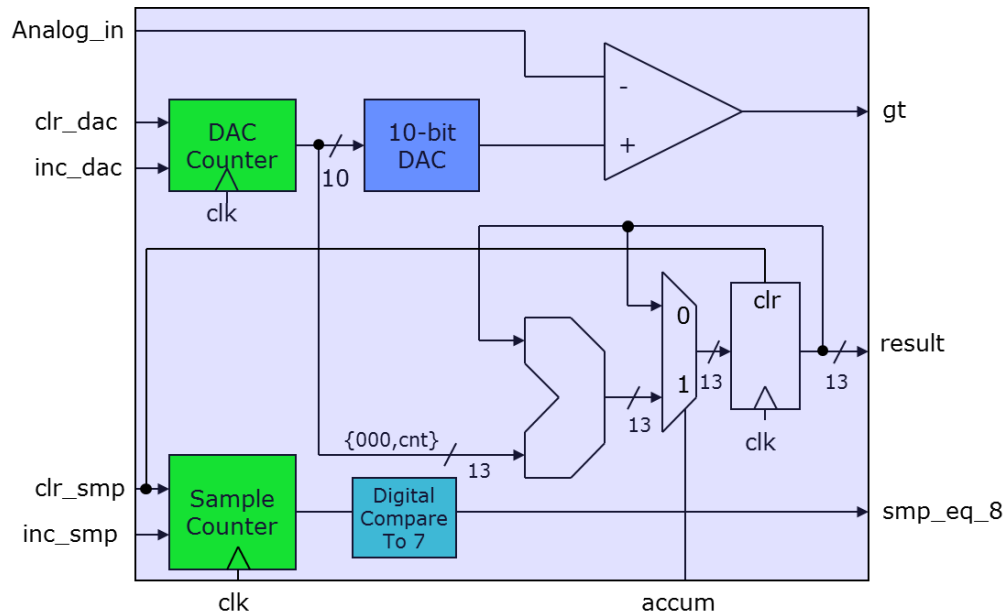 Analog_in
-
gt
clr_dac
DAC
Counter
10-bit
DAC
+
inc_dac
10
clk
clr
0
result
13
13
1
13
clk
{000,cnt}
13
clr_smp
Sample
Counter
Digital
Compare
To 7
smp_eq_8
inc_smp
clk
accum